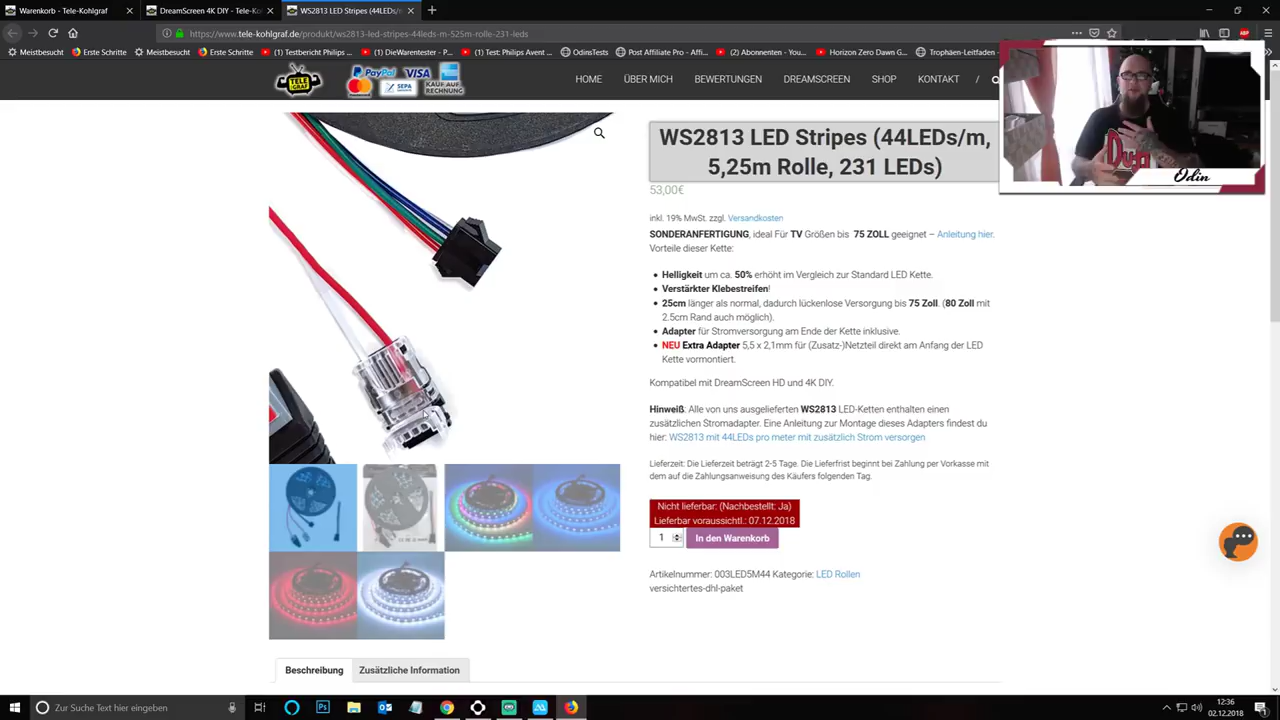 Warenkorb - Tele-Kohlgraf
DreamScreen 4K DIY - Tele-Kol
WS2813 LED Stripes (44LEDs/m
https://www.tele-kohlgraf.de/produkt/ws2813-led-stripes-44leds-m-525m-rolle-231-leds
Meistbesucht
Erste Schritte
Meistbesucht
Erste Schritte
(1) Testbericht Philips ...
(1) DieWarentester – P...
Test: Philips Ambient ...
OdinsTests
Post Affiliate Pro - Affi...
(2) Abonnenten - You...
Horizon Zero Dawn G...
Trophäen-Leitfaden
TELE GRAF
PayPal VISA
SEPA
KAUF AUF RECHNUNG
HOME
ÜBER MICH
BEWERTUNGEN
DREAMSCREEN
SHOP
KONTAKT
/
Duff
Odin
WS2813 LED Stripes (44LEDs/m,
5,25m Rolle, 231 LEDs)
53,00€
inkl. 19% MwSt. zzgl. Versandkosten
SONDERANFERTIGUNG, ideal Für TV Größen bis 75 ZOLL geeignet – Anleitung hier.
Vorteile dieser Kette:
Helligkeit um ca. 50% erhöht im Vergleich zur Standard LED Kette.
Verstärkter Klebestreifen!
25cm länger als normal, dadurch lückenlose Versorgung bis 75 Zoll. (80 Zoll mit
2.5cm Rand auch möglich).
Adapter für Stromversorgung am Ende der Kette inklusive.
NEU Extra Adapter 5,5 x 2,1mm für (Zusatz-)Netzteil direkt am Anfang der LED
Kette vormontiert.
Kompatibel mit DreamScreen HD und 4K DIY.
Hinweiß: Alle von uns ausgelieferten WS2813 LED-Ketten enthalten einen
zusätzlichen Stromadapter. Eine Anleitung zur Montage dieses Adapters findest du
hier: WS2813 mit 44LEDs pro meter mit zusätzlich Strom versorgen
Lieferzeit: Die Lieferzeit beträgt 2-5 Tage. Die Lieferfrist beginnt bei Zahlung per Vorkasse mit
dem auf die Zahlungsanweisung des Käufers folgenden Tag.
Nicht lieferbar: (Nachbestellt: Ja)
Lieferbar voraussichtl.: 07.12.2018
1
In den Warenkorb
Artikelnummer: 003LED5M44 Kategorie: LED Rollen
versichertes-dhl-paket
Beschreibung
Zusätzliche Information
Zur Suche hier eingeben
12:36
02.12.2018